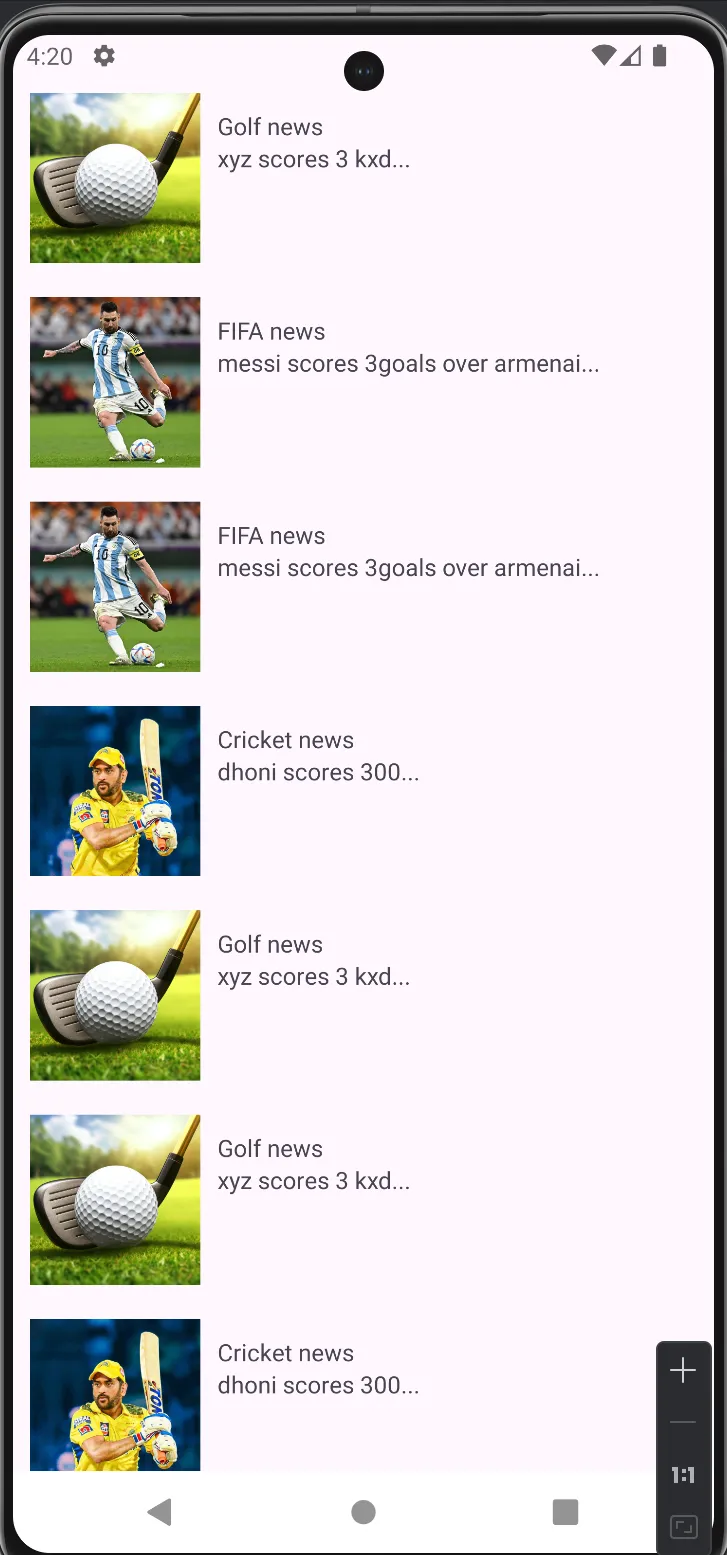 4:20
Golf news
xyz scores 3 kxd...
FIFA news
messi scores 3goals over armenai...
FIFA news
messi scores 3goals over armenai...
Cricket news
dhoni scores 300...
Golf news
xyz scores 3 kxd...
Golf news
xyz scores 3 kxd...
Cricket news
dhoni scores 300...
1:1